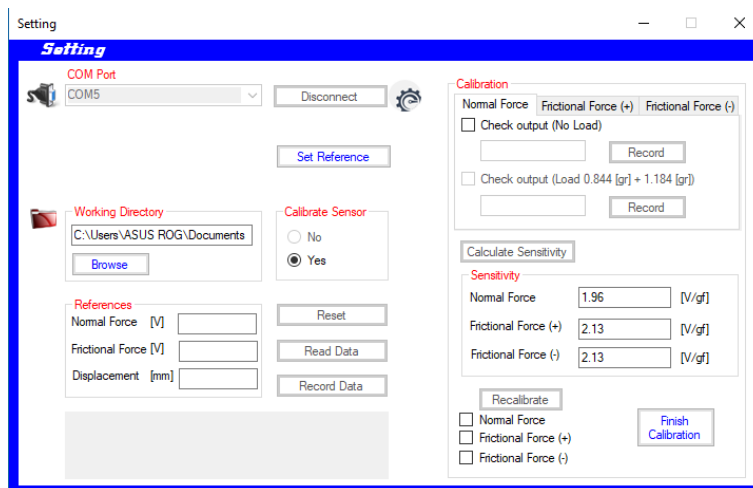 Setting
Setting
COM Port
COM5
Disconnect
Set Reference
Working Directory
C:\Users\ASUS ROG\Documents
Browse
Calibrate Sensor
No
Yes
References
Normal Force [V]
Frictional Force [V]
Displacement [mm]
Reset
Read Data
Record Data
Calibration
Normal Force Frictional Force (+) Frictional Force (-)
Check output (No Load)
Record
Check output (Load 0.844 [gr] + 1.184 [gr])
Record
Calculate Sensitivity
Sensitivity
Normal Force 1.96 [V/gf]
Frictional Force (+) 2.13 [V/gf]
Frictional Force (-) 2.13 [V/gf]
Recalibrate
Normal Force
Frictional Force (+)
Frictional Force (-)
Finish
Calibration